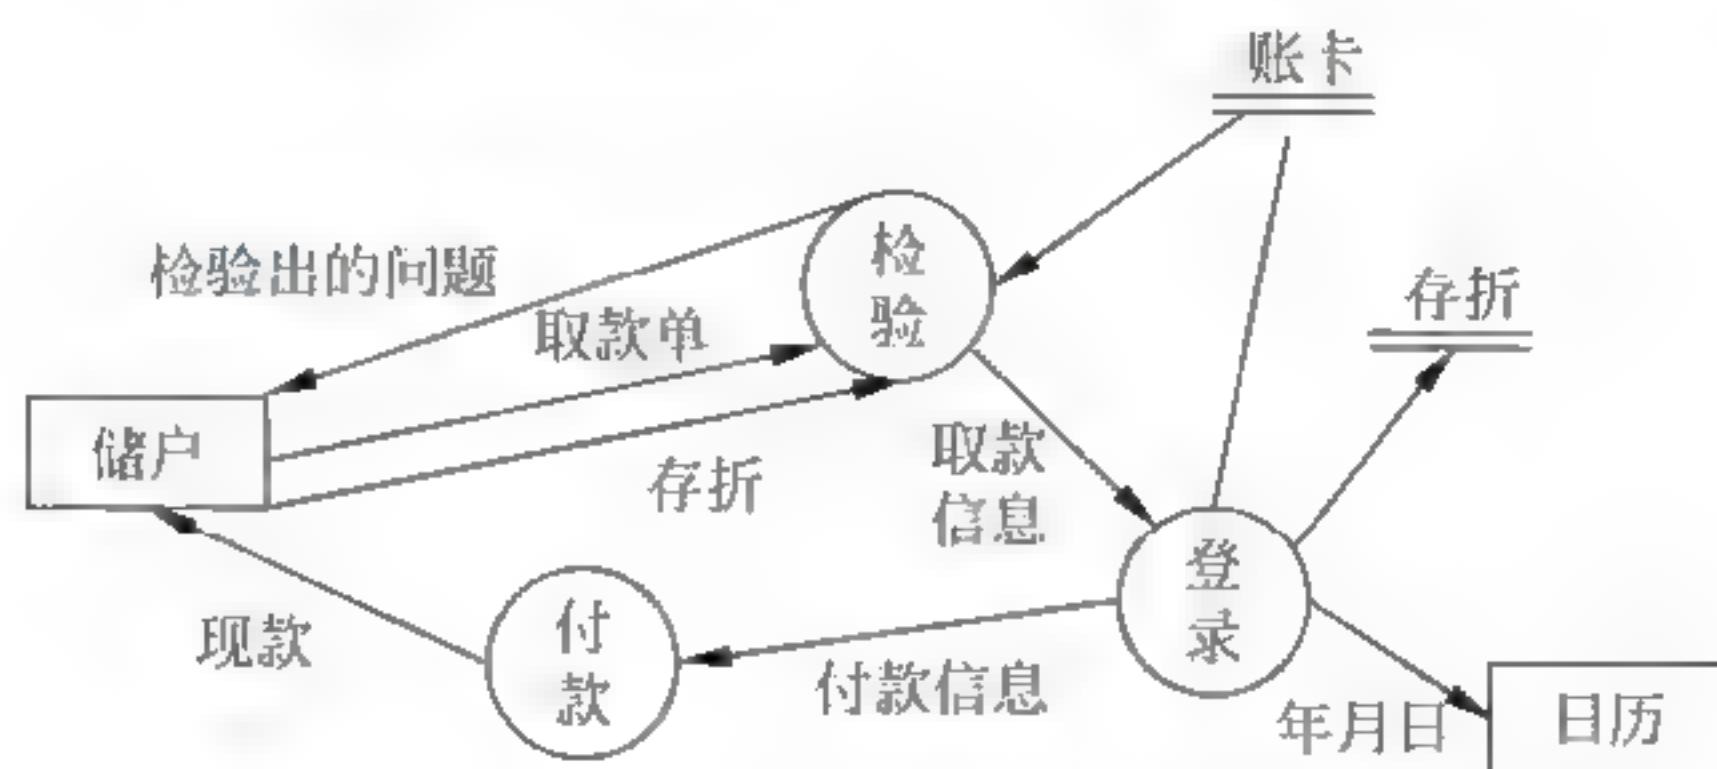 账卡
检验出的问题
取款单
检
验
存折
储户
存折
取款
信息
登
录
现款
付
款
付款信息
年月日
日历